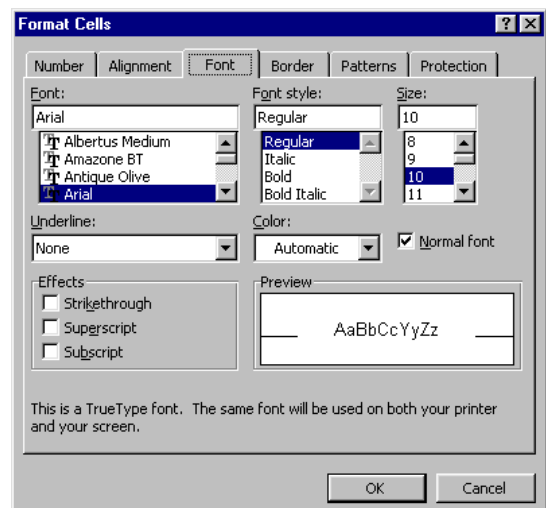 Format Cells
Number Alignment Font Border Patterns Protection
Font: Font style: Size:
Arial Regular 10
Albertus Medium Regular 8
Amazone BT Italic 9
Antique Olive Bold 10
Arial Bold Italic 11
Underline: Color:
None Automatic Normal font
Effects Preview
Strikethrough
Superscript AaBbCcYyZz
Subscript
This is a TrueType font. The same font will be used on both your printer
and your screen.
OK Cancel